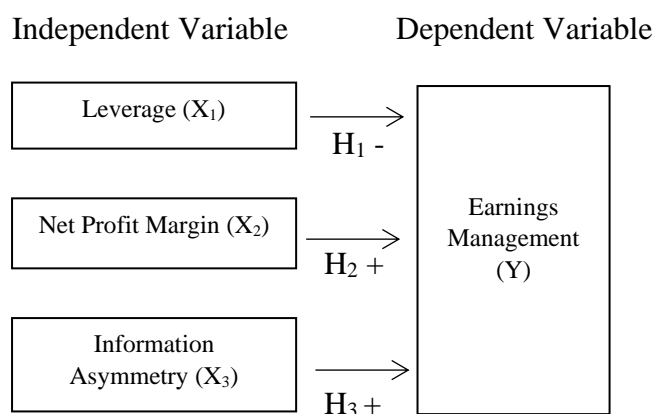 Independent Variable
Dependent Variable
Leverage (X₁)
H₁ -
Net Profit Margin (X₂)
H₂ +
Earnings
Management
(Y)
Information
Asymmetry (X₃)
H₃ +